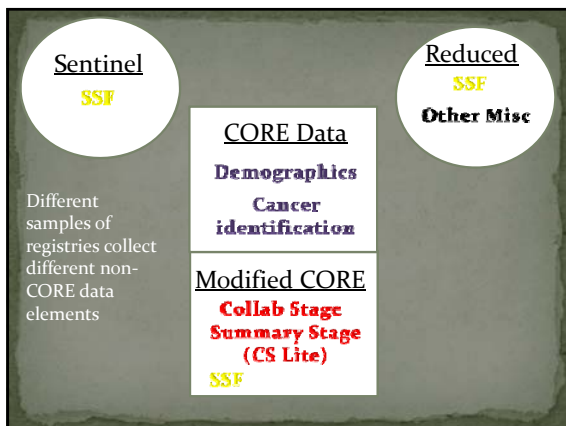 Sentinel
SSF
Reduced
SSF
Other Misc
CORE Data
Demographics
Cancer
identification
Different
samples of
registries collect
different non-
CORE data
elements
Modified CORE
Collab Stage
Summary Stage
(CS Lite)
SSF